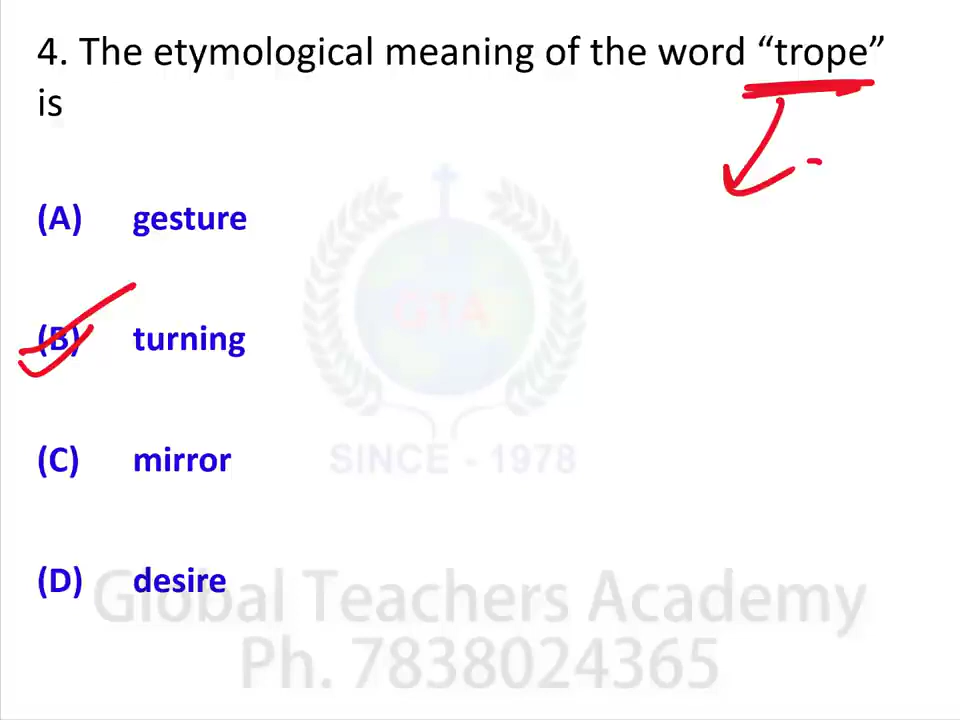 4. The etymological meaning of the word “trope”
is
(A) gesture
(B) turning
GTA
(C) mirror
SINCE - 1978
(D) desire
Global Teachers Academy
Ph. 7838024365